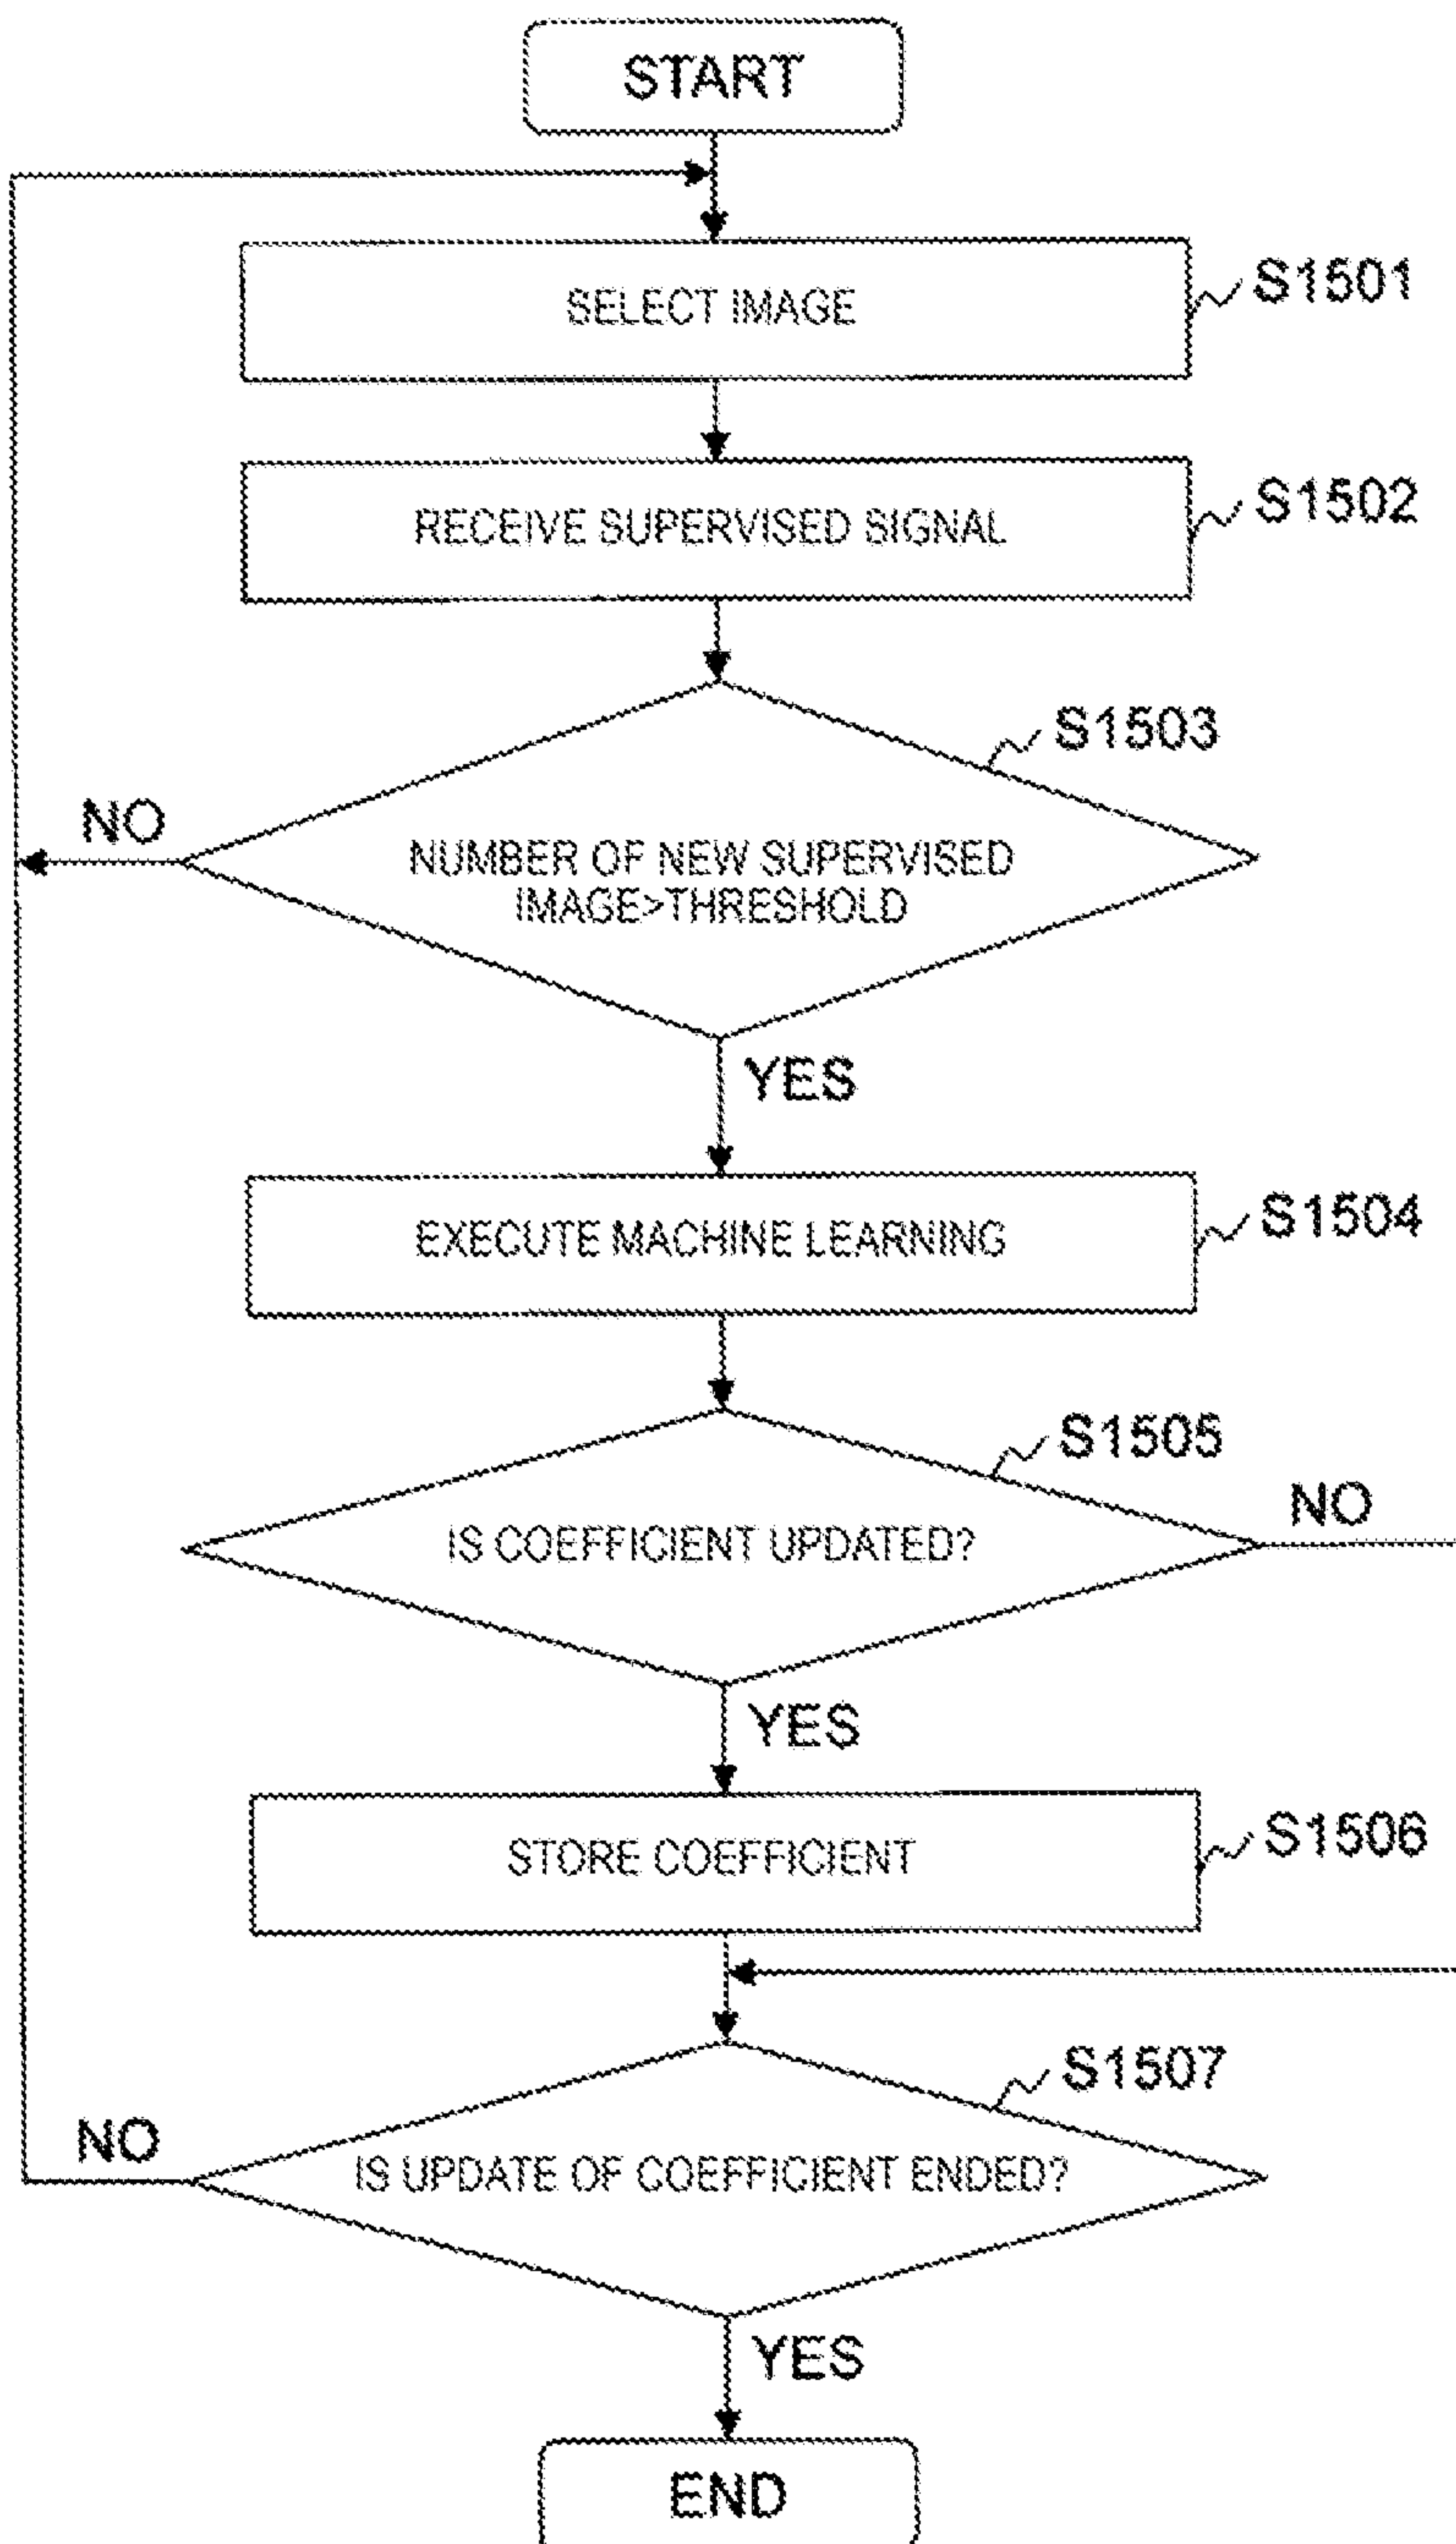 START
SELECT IMAGE
S1501
RECEIVE SUPERVISED SIGNAL
S1502
S1503
NO
NUMBER OF NEW SUPERVISED
IMAGE>THRESHOLD
YES
EXECUTE MACHINE LEARNING
S1504
S1505
NO
IS COEFFICIENT UPDATED?
YES
STORE COEFFICIENT
S1506
S1507
NO
IS UPDATE OF COEFFICIENT ENDED?
YES
END